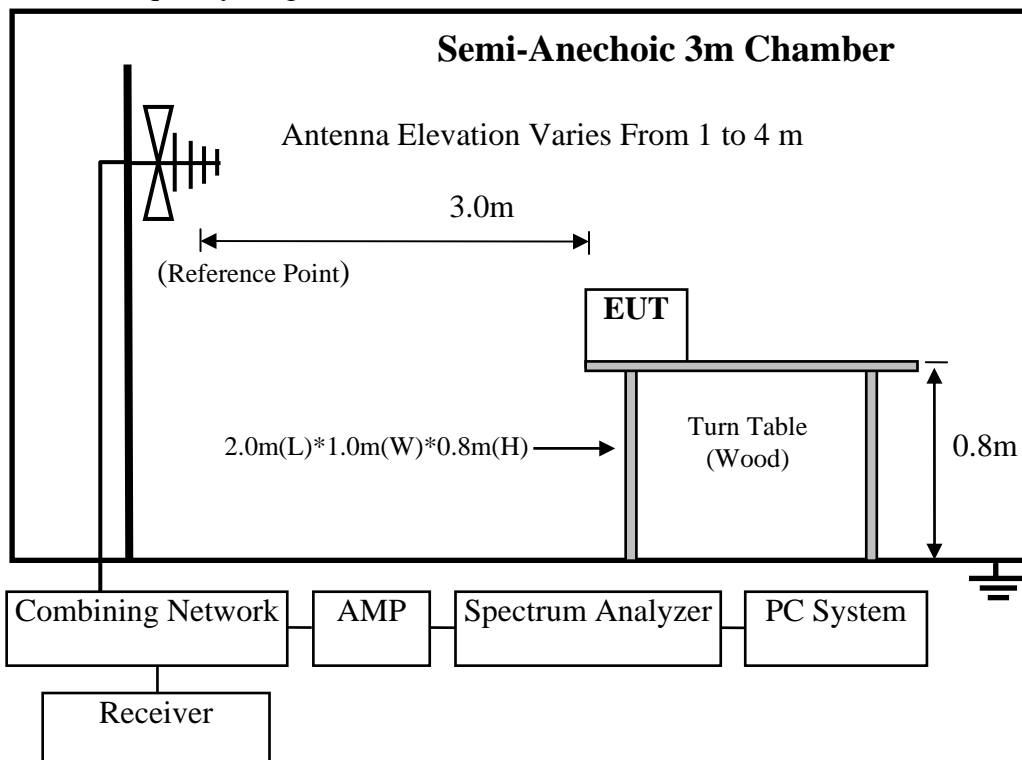 Semi-Anechoic 3m Chamber
Antenna Elevation Varies From 1 to 4 m
3.0m
(Reference Point)
EUT
2.0m(L)*1.0m(W)*0.8m(H)
Turn Table
(Wood)
0.8m
Combining Network
AMP
Spectrum Analyzer
PC System
Receiver